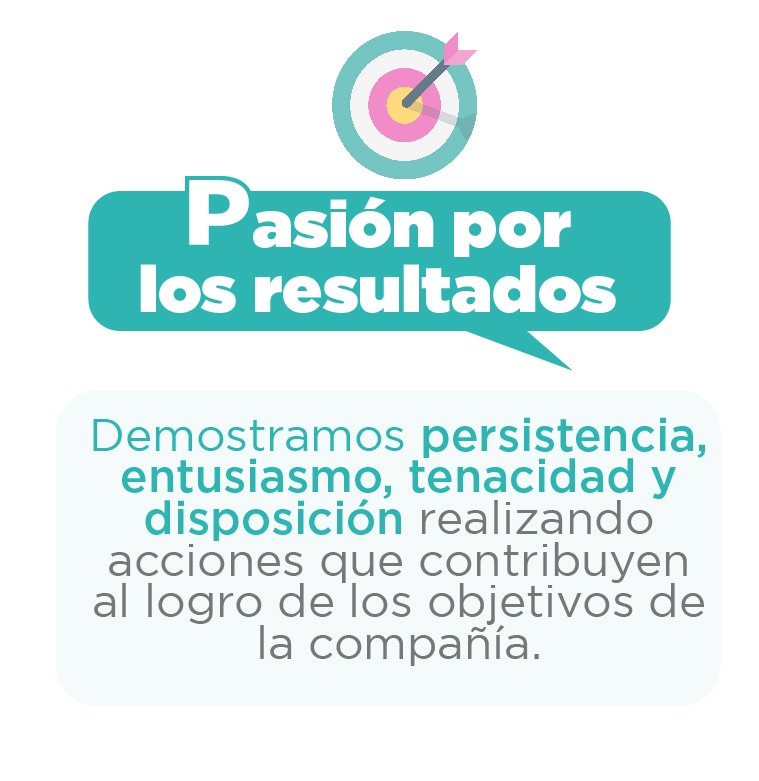 Pasión por
los resultados
Demostramos persistencia,
entusiasmo, tenacidad y
disposición realizando
acciones que contribuyen
al logro de los objetivos de
la compañía.